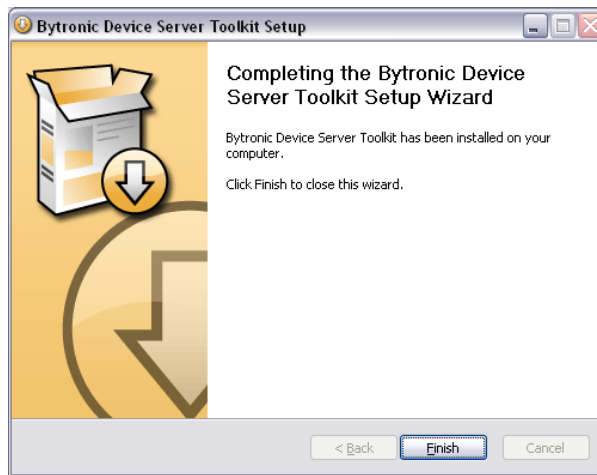 Bytronic Device Server Toolkit Setup
Completing the Bytronic Device
Server Toolkit Setup Wizard
Bytronic Device Server Toolkit has been installed on your
computer.
Click Finish to close this wizard.
< Back
Finish
Cancel